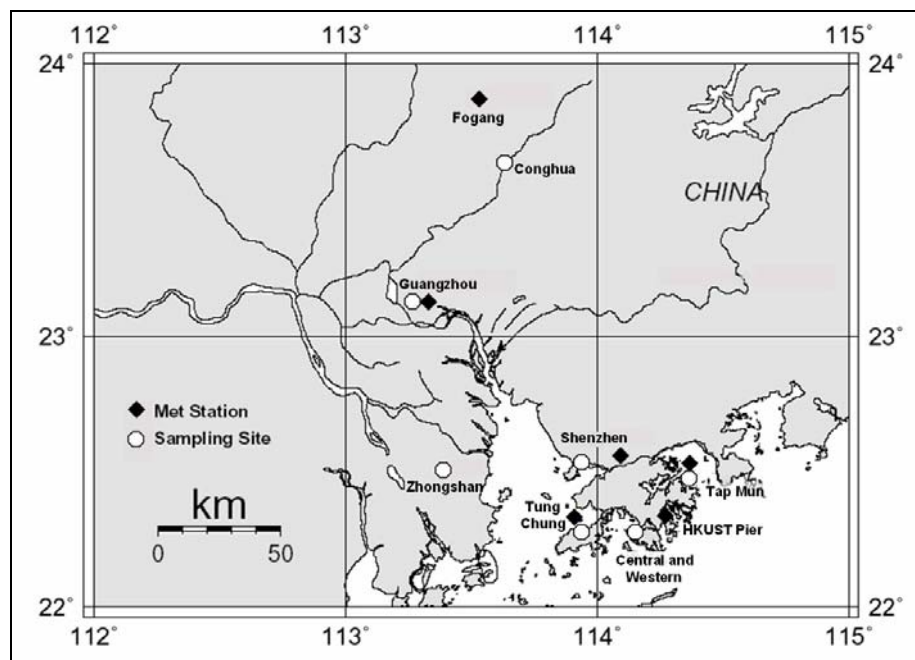 112° 113° 114° 115°
24° 24°
Fogang
Conghua
CHINA
Guangzhou
23° 23°
Met Station
Sampling Site
Shenzhen
Zhongshan
Tap Mun
km
Tung
Chung
HKUST Pier
0 50
Central and
Western
22° 22°
112° 113° 114° 115°